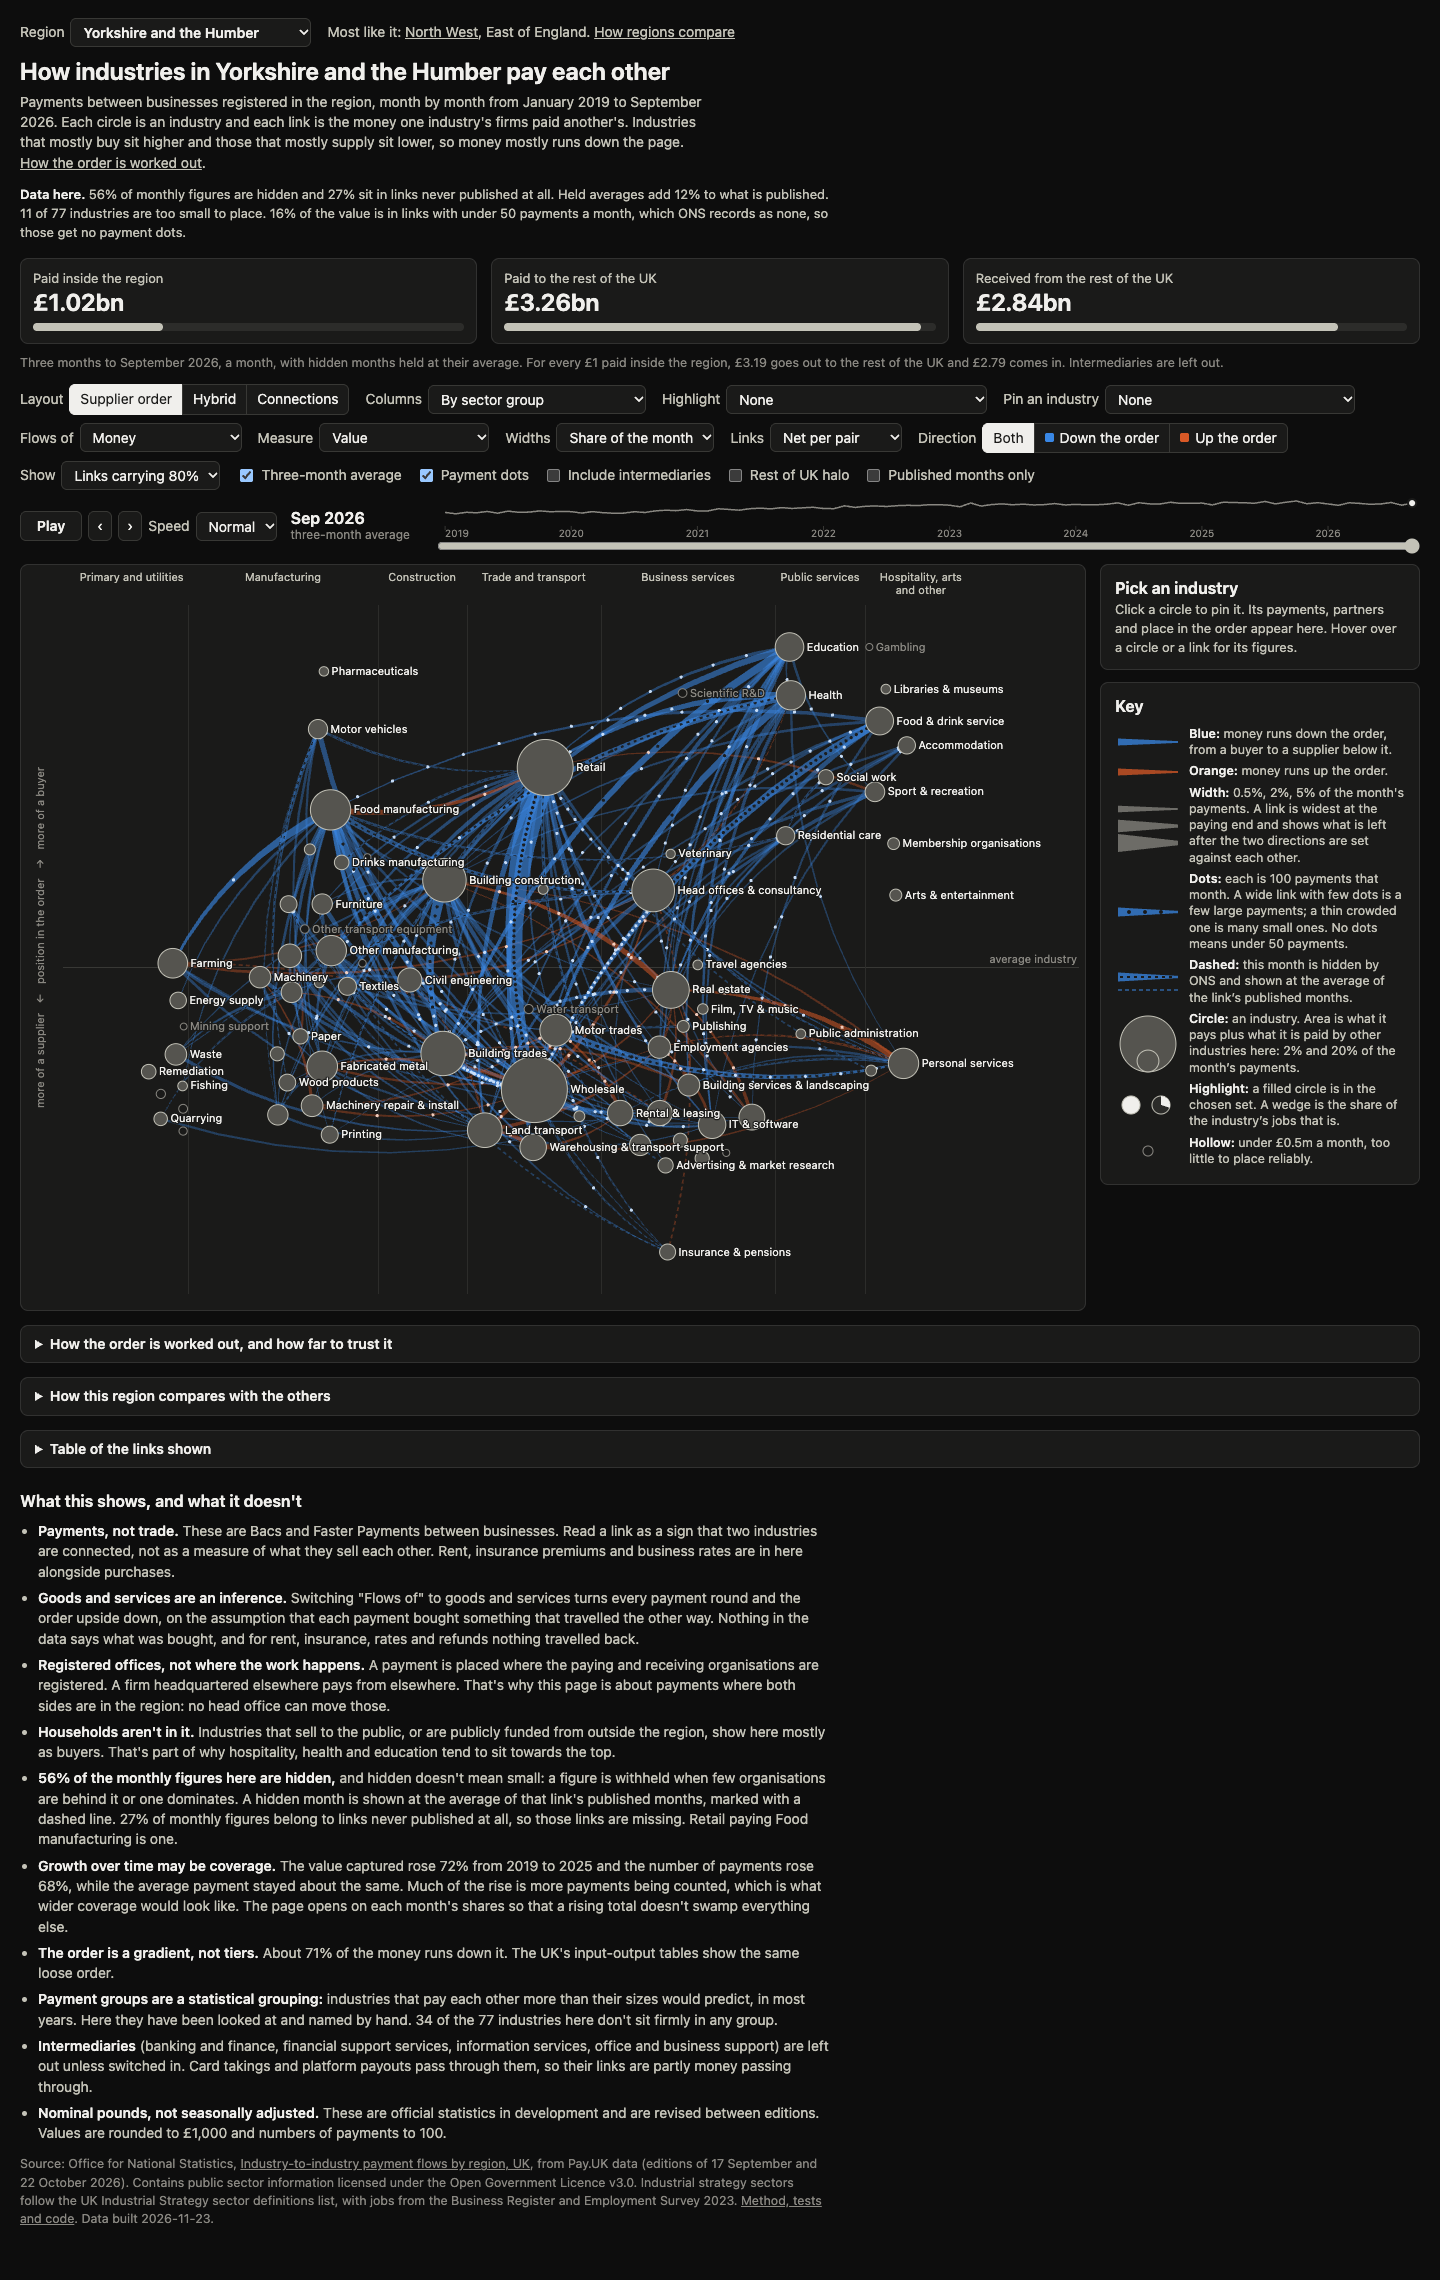 Region Yorkshire and the Humber Most like it: North West, East of England. How regions compare
How industries in Yorkshire and the Humber pay each other
Payments between businesses registered in the region, month by month from January 2019 to September
2026. Each circle is an industry and each link is the money one industry's firms paid another's. Industries
that mostly buy sit higher and those that mostly supply sit lower, so money mostly runs down the page.
How the order is worked out.
Data here. 56% of monthly figures are hidden and 27% sit in links never published at all. Held averages add 12% to what is published.
11 of 77 industries are too small to place. 16% of the value is in links with under 50 payments a month, which ONS records as none, so
those get no payment dots.
Paid inside the region
£1.02bn
Paid to the rest of the UK
£3.26bn
Received from the rest of the UK
£2.84bn
Three months to September 2026, a month, with hidden months held at their average. For every £1 paid inside the region, £3.19 goes out to the rest of the UK and £2.79 comes in. Intermediaries are left out.
Layout Supplier order Hybrid Connections Columns By sector group Highlight None Pin an industry None
Flows of Money Measure Value Widths Share of the month Links Net per pair Direction Both Down the order Up the order
Show Links carrying 80% Three-month average Payment dots Include intermediaries Rest of UK halo Published months only
Play ‹ › Speed Normal Sep 2026
three-month average
2019 2020 2021 2022 2023 2024 2025 2026
Primary and utilities Manufacturing Construction Trade and transport Business services Public services Hospitality, arts
and other
Education
Gambling
Pharmaceuticals
Libraries & museums
Scientific R&D
Health
Food & drink service
Motor vehicles
Accommodation
Retail
Social work
Sport & recreation
Food manufacturing
Residential care
Membership organisations
Veterinary
Drinks manufacturing
Building construction
Head offices & consultancy
Arts & entertainment
Furniture
Other transport equipment
Other manufacturing
average industry
Farming
Travel agencies
Machinery
Civil engineering
Textiles
Real estate
Energy supply
Water transport
Film, TV & music
Mining support
Motor trades
Publishing
Public administration
Paper
Employment agencies
Waste
Building trades
Personal services
Fabricated metal
Remediation
Wood products
Fishing
Building services & landscaping
Wholesale
Machinery repair & install
Rental & leasing
Quarrying
IT & software
Land transport
Printing
Warehousing & transport support
Advertising & market research
Insurance & pensions
more of a supplier ← position in the order → more of a buyer
Pick an industry
Click a circle to pin it. Its payments, partners
and place in the order appear here. Hover over
a circle or a link for its figures.
Key
Blue: money runs down the order,
from a buyer to a supplier below it.
Orange: money runs up the order.
Width: 0.5%, 2%, 5% of the month's
payments. A link is widest at the
paying end and shows what is left
after the two directions are set
against each other.
Dots: each is 100 payments that
month. A wide link with few dots is a
few large payments; a thin crowded
one is many small ones. No dots
means under 50 payments.
Dashed: this month is hidden by
ONS and shown at the average of
the link's published months.
Circle: an industry. Area is what it
pays plus what it is paid by other
industries here: 2% and 20% of the
month's payments.
Highlight: a filled circle is in the
chosen set. A wedge is the share of
the industry's jobs that is.
Hollow: under £0.5m a month, too
little to place reliably.
How the order is worked out, and how far to trust it
How this region compares with the others
Table of the links shown
What this shows, and what it doesn't
Payments, not trade. These are Bacs and Faster Payments between businesses. Read a link as a sign that two industries
are connected, not as a measure of what they sell each other. Rent, insurance premiums and business rates are in here
alongside purchases.
Goods and services are an inference. Switching "Flows of" to goods and services turns every payment round and the
order upside down, on the assumption that each payment bought something that travelled the other way. Nothing in the
data says what was bought, and for rent, insurance, rates and refunds nothing travelled back.
Registered offices, not where the work happens. A payment is placed where the paying and receiving organisations are
registered. A firm headquartered elsewhere pays from elsewhere. That's why this page is about payments where both
sides are in the region: no head office can move those.
Households aren't in it. Industries that sell to the public, or are publicly funded from outside the region, show here mostly
as buyers. That's part of why hospitality, health and education tend to sit towards the top.
56% of the monthly figures here are hidden, and hidden doesn't mean small: a figure is withheld when few organisations
are behind it or one dominates. A hidden month is shown at the average of that link's published months, marked with a
dashed line. 27% of monthly figures belong to links never published at all, so those links are missing. Retail paying Food
manufacturing is one.
Growth over time may be coverage. The value captured rose 72% from 2019 to 2025 and the number of payments rose
68%, while the average payment stayed about the same. Much of the rise is more payments being counted, which is what
wider coverage would look like. The page opens on each month's shares so that a rising total doesn't swamp everything
else.
The order is a gradient, not tiers. About 71% of the money runs down it. The UK's input-output tables show the same
loose order.
Payment groups are a statistical grouping: industries that pay each other more than their sizes would predict, in most
years. Here they have been looked at and named by hand. 34 of the 77 industries here don't sit firmly in any group.
Intermediaries (banking and finance, financial support services, information services, office and business support) are left
out unless switched in. Card takings and platform payouts pass through them, so their links are partly money passing
through.
Nominal pounds, not seasonally adjusted. These are official statistics in development and are revised between editions.
Values are rounded to £1,000 and numbers of payments to 100.
Source: Office for National Statistics, Industry-to-industry payment flows by region, UK, from Pay.UK data (editions of 17 September and
22 October 2026). Contains public sector information licensed under the Open Government Licence v3.0. Industrial strategy sectors
follow the UK Industrial Strategy sector definitions list, with jobs from the Business Register and Employment Survey 2023. Method, tests
and code. Data built 2026-11-23.